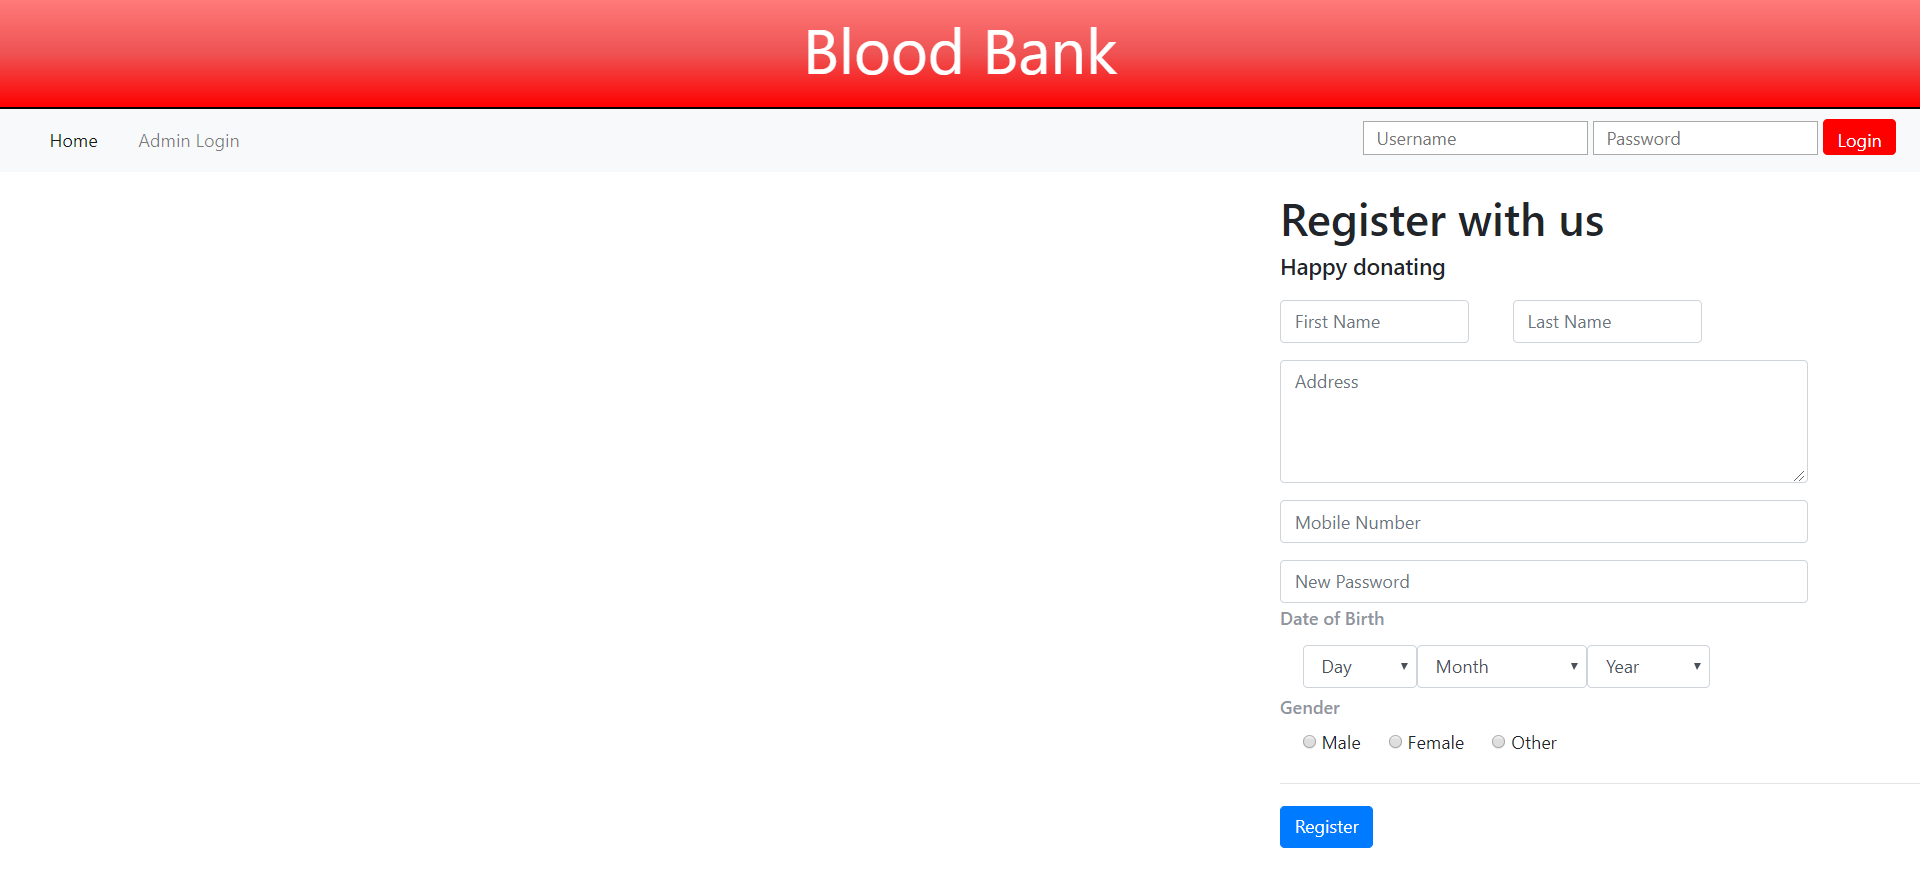 Blood Bank
Home Admin Login Username Password Login
Register with us
Happy donating
First Name Last Name
Address
Mobile Number
New Password
Date of Birth
Day Month Year
Gender
Male Female Other
Register